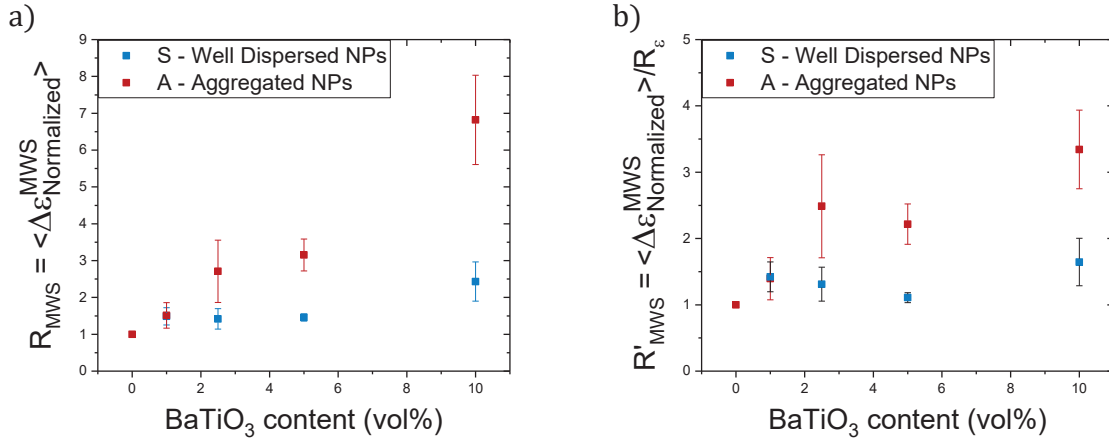 a)
R_MWS = <Δε^MWS_Normalized>
9
8
7
6
5
4
3
2
1
0
S - Well Dispersed NPs
A - Aggregated NPs
0 2 4 6 8 10
BaTiO₃ content (vol%)
b)
R'_MWS = <Δε^MWS_Normalized>/R_ε
5
4
3
2
1
0
S - Well Dispersed NPs
A - Aggregated NPs
0 2 4 6 8 10
BaTiO₃ content (vol%)